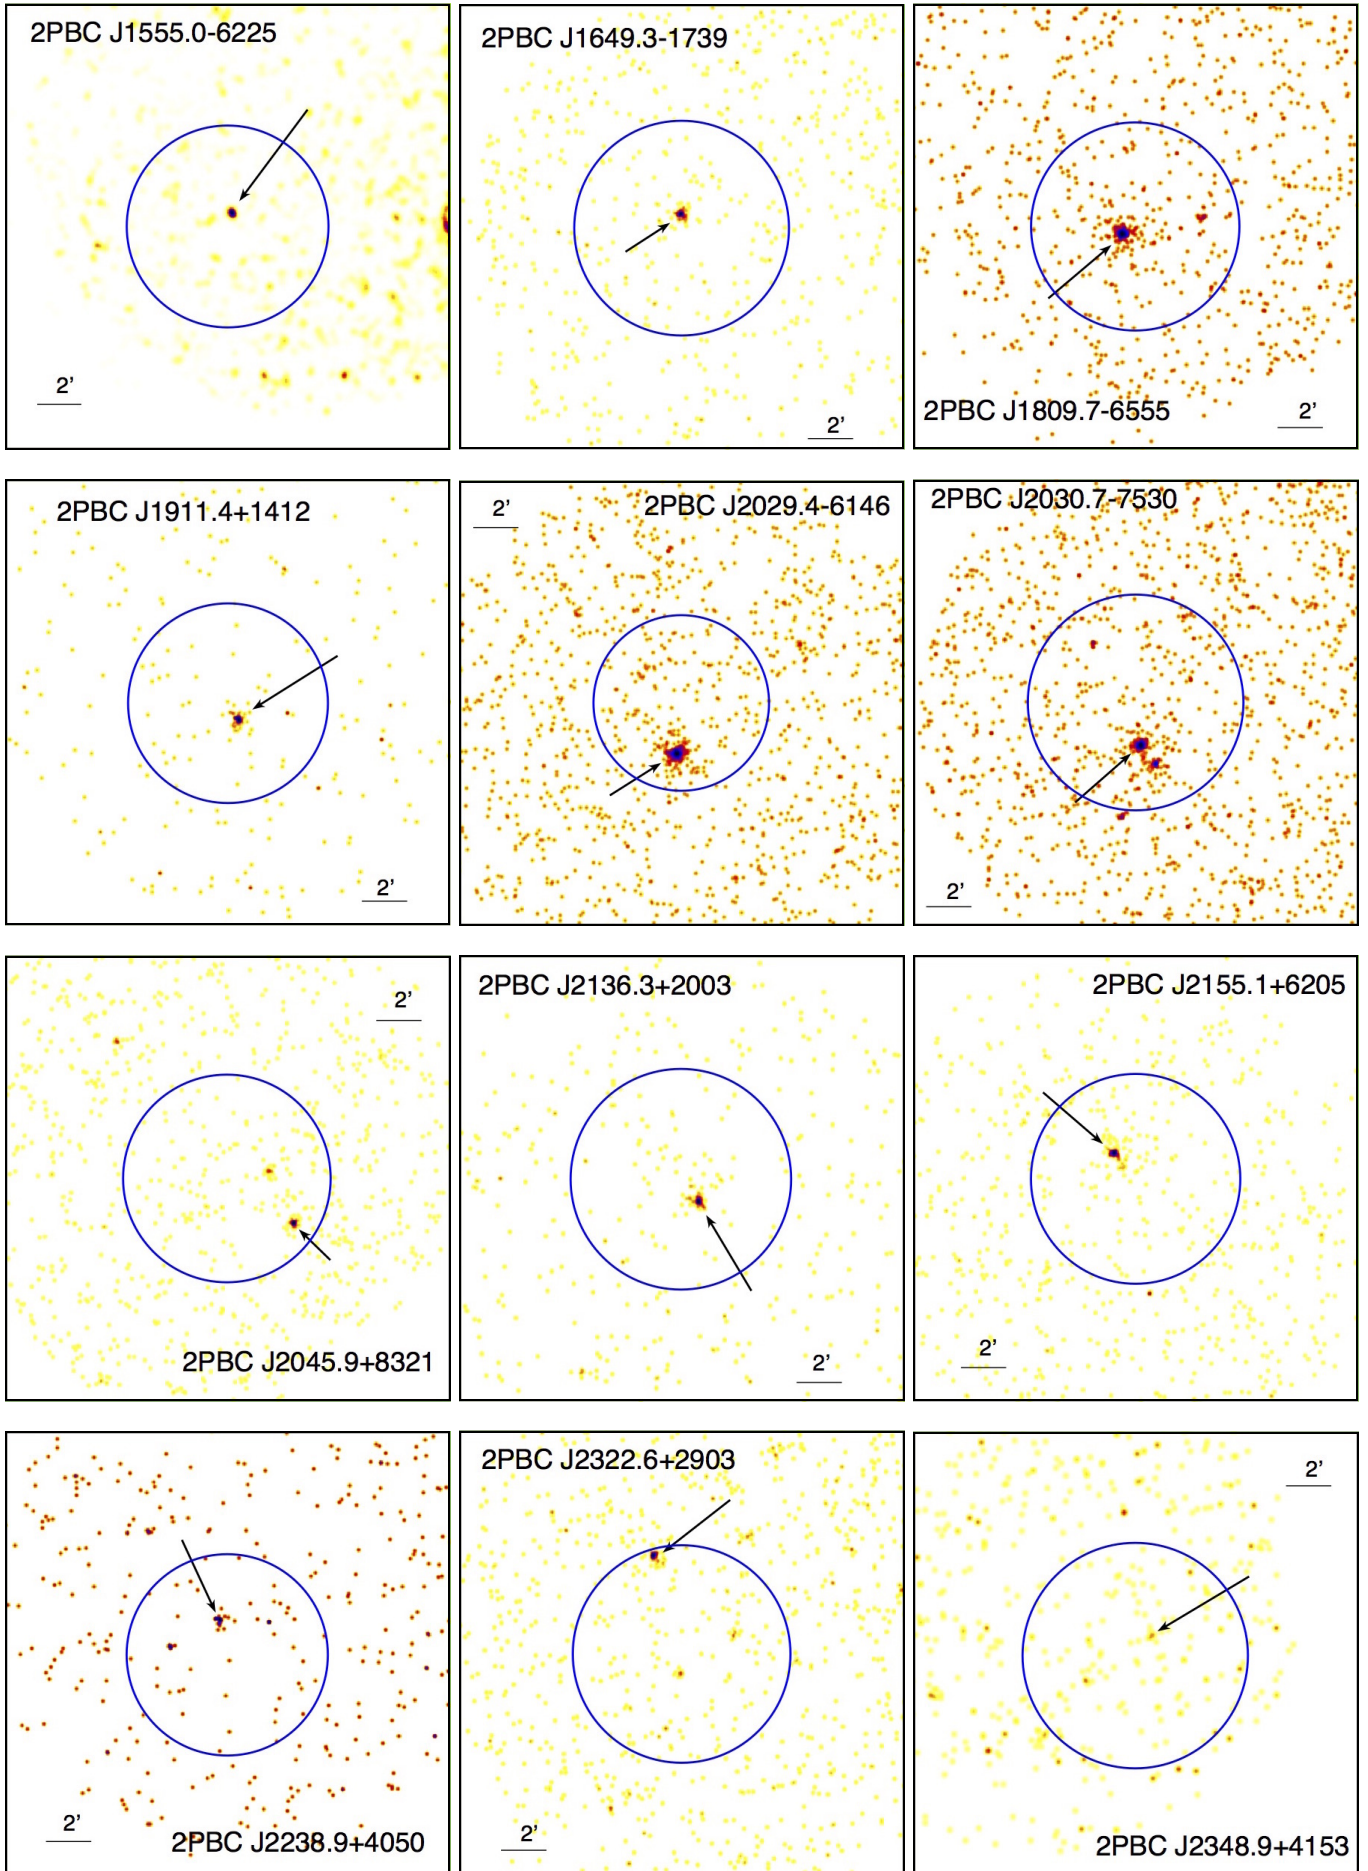 2PBC J1555.0-6225
2'
2PBC J1649.3-1739
2'
2PBC J1809.7-6555
2'
2PBC J1911.4+1412
2'
2'
2PBC J2029.4-6146
2PBC J2030.7-7530
2'
2'
2PBC J2045.9+8321
2PBC J2136.3+2003
2'
2PBC J2155.1+6205
2'
2'
2PBC J2238.9+4050
2PBC J2322.6+2903
2'
2'
2PBC J2348.9+4153